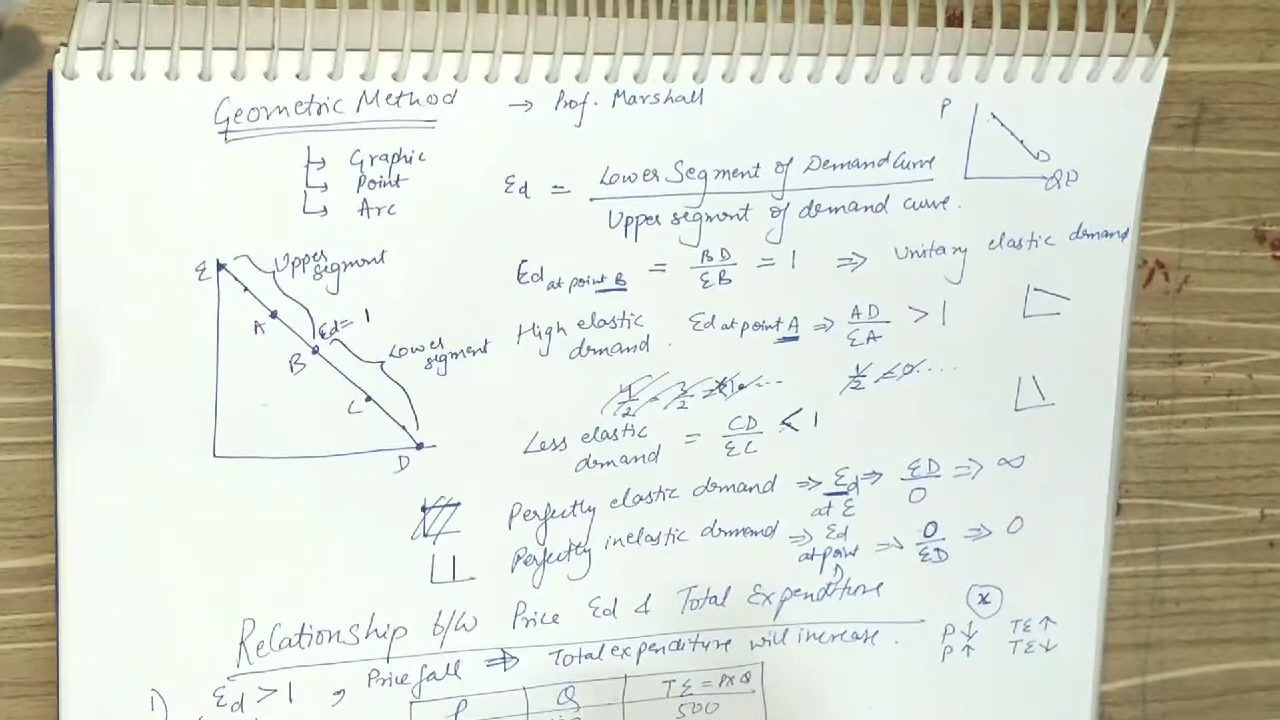 Geometric Method → Prof. Marshall
Graphic
Point
Arc
P
QD
Ed = Lower Segment of Demand Curve / Upper segment of demand curve.
E
Upper segment
A
Ed = 1
B
Lower segment
C
D
Ed at point B = BD / EB = 1 ⇒ Unitary elastic demand
High elastic demand. Ed at point A ⇒ AD / EA > 1
Less elastic demand = CD / EC < 1
Perfectly elastic demand ⇒ Ed at E ⇒ ED / 0 ⇒ ∞
Perfectly inelastic demand ⇒ Ed at point D ⇒ 0 / ED ⇒ 0
Relationship b/w Price Ed & Total Expenditure
x
P↓ TE↑
P↑ TE↓
1) Ed > 1 , Price fall ⇒ Total expenditure will increase.
P Q TE = P×Q
500